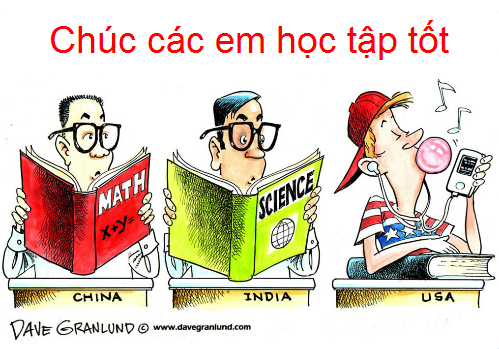 Chúc các em học tập tốt
MATH
x+y=
SCIENCE
CHINA
INDIA
USA
DAVE GRANLUND © www.davegranlund.com